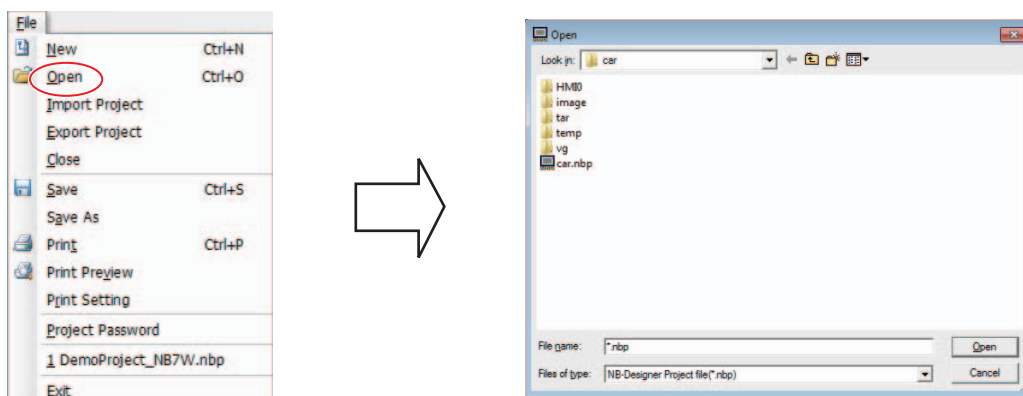 File
New Ctrl+N
Open Ctrl+O
Import Project
Export Project
Close
Save Ctrl+S
Save As
Print Ctrl+P
Print Preview
Print Setting
Project Password
1 DemoProject_NB7W.nbp
Exit
Open
Look in: car
HMI0
image
tar
temp
vg
car.nbp
File name: *.nbp Open
Files of type: NB-Designer Project file(*.nbp) Cancel